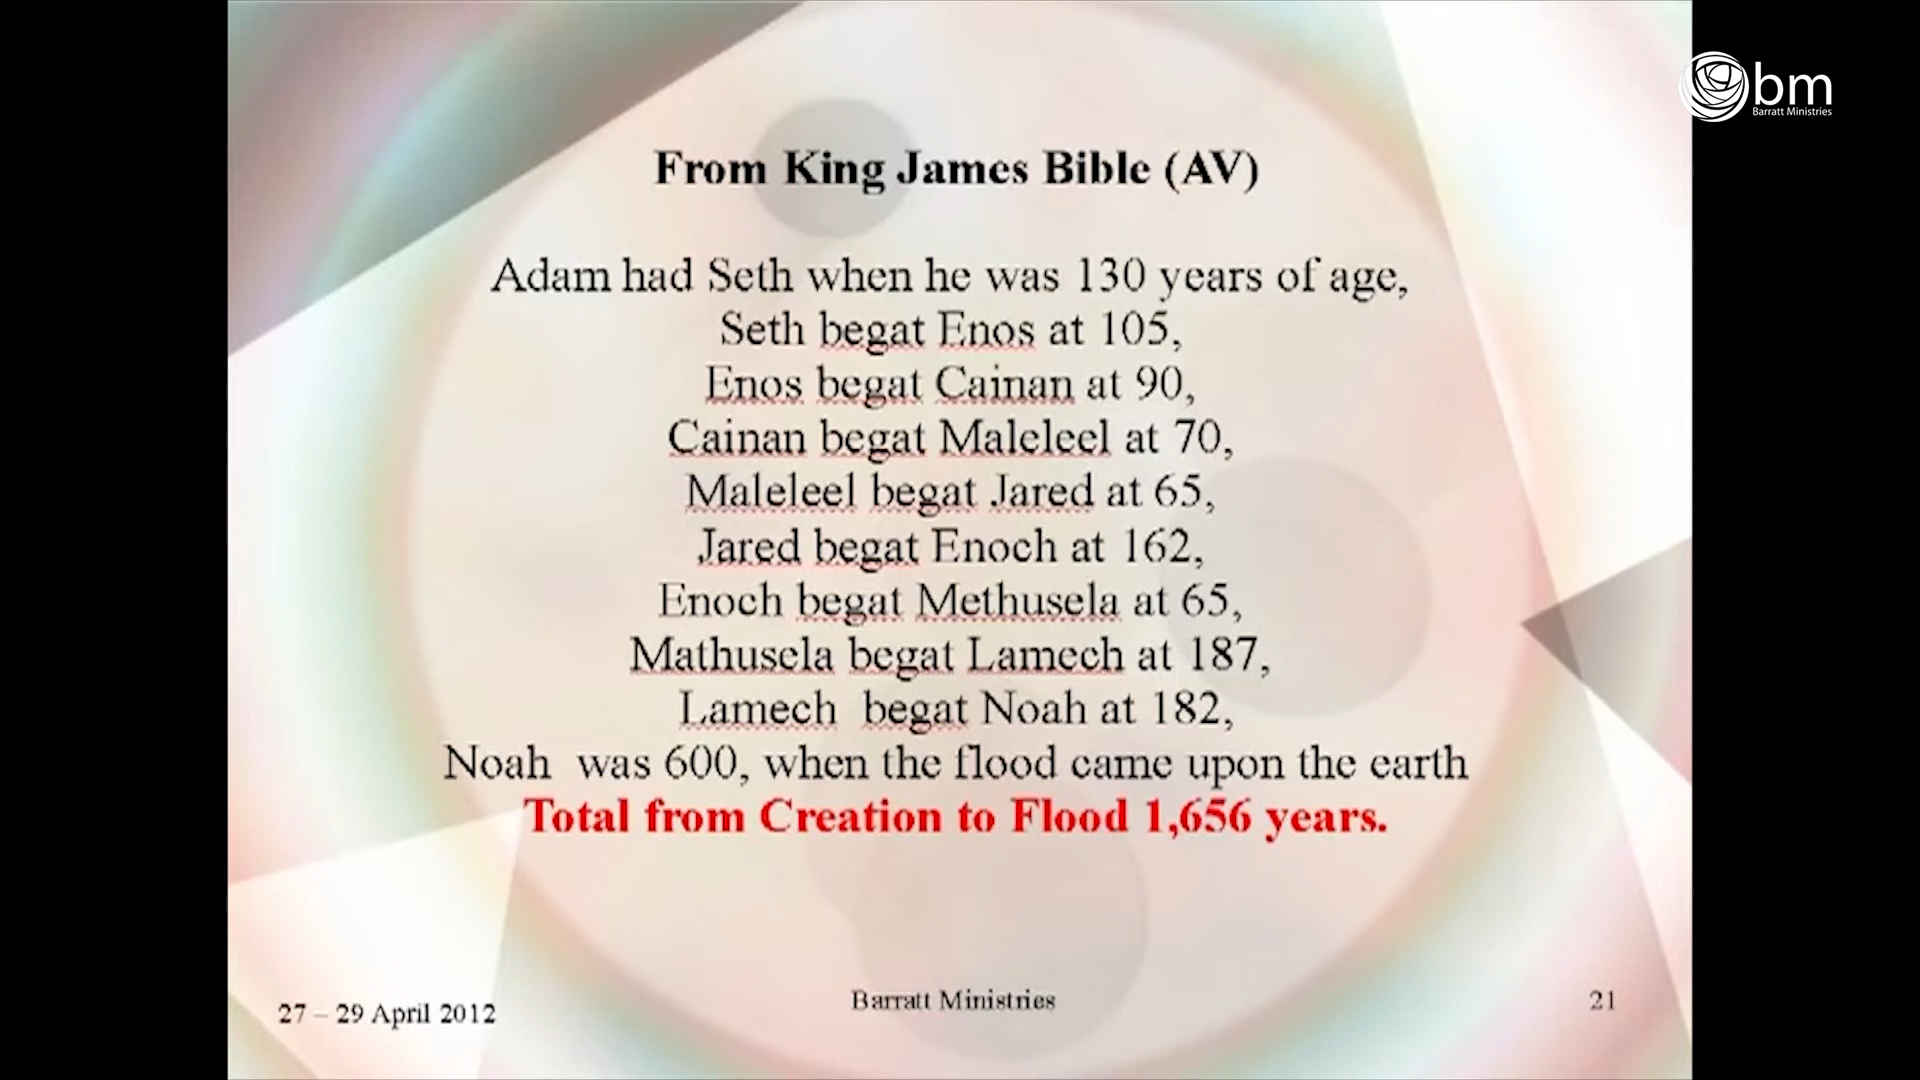 bm
Barratt Ministries
From King James Bible (AV)
Adam had Seth when he was 130 years of age,
Seth begat Enos at 105,
Enos begat Cainan at 90,
Cainan begat Maleleel at 70,
Maleleel begat Jared at 65,
Jared begat Enoch at 162,
Enoch begat Methusela at 65,
Mathusela begat Lamech at 187,
Lamech begat Noah at 182,
Noah was 600, when the flood came upon the earth
Total from Creation to Flood 1,656 years.
27 – 29 April 2012
Barratt Ministries
21